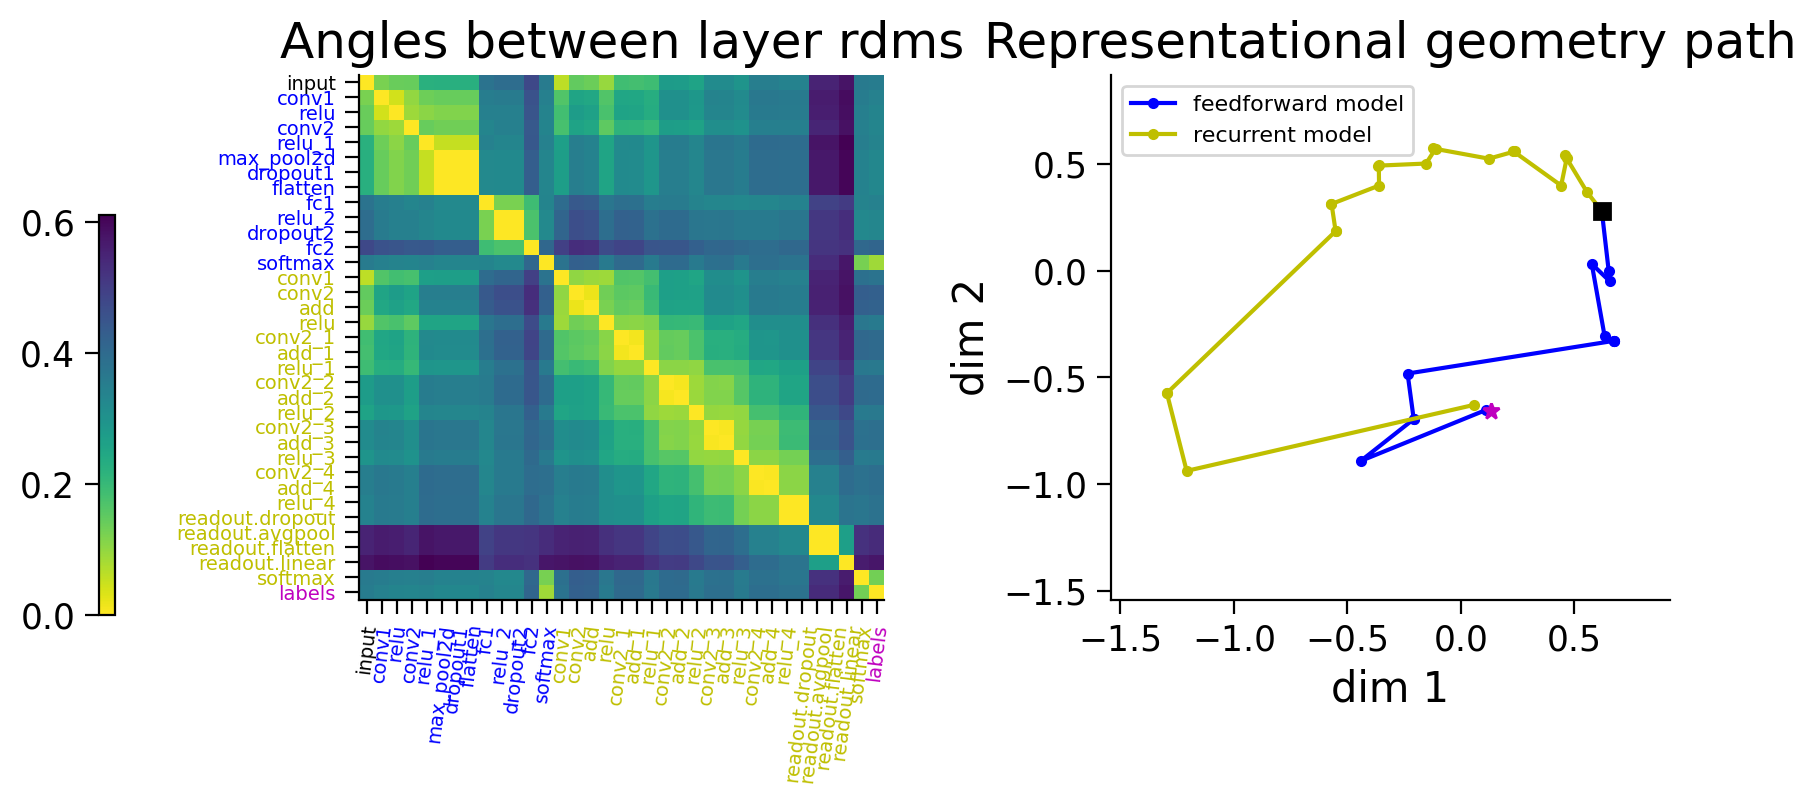 Angles between layer rdms
Representational geometry path
0.6
0.4
0.2
0.0
input
conv1
relu
conv2
relu_1
max_pool2d
dropout1
flatten
fc1
relu_2
dropout2
fc2
softmax
conv1
conv2
add
relu
conv2_1
add_1
relu_1
conv2_2
add_2
relu_2
conv2_3
add_3
relu_3
conv2_4
add_4
relu_4
readout.dropout
readout.avgpool
readout.flatten
readout.linear
softmax
labels
input
conv1
relu
conv2
relu_1
max_pool2d
dropout1
flatten
fc1
relu_2
dropout2
fc2
softmax
conv1
conv2
add
relu
conv2_1
add_1
relu_1
conv2_2
add_2
relu_2
conv2_3
add_3
relu_3
conv2_4
add_4
relu_4
readout.dropout
readout.avgpool
readout.flatten
readout.linear
softmax
labels
feedforward model
recurrent model
dim 2
0.5
0.0
−0.5
−1.0
−1.5
−1.5
−1.0
−0.5
0.0
0.5
dim 1